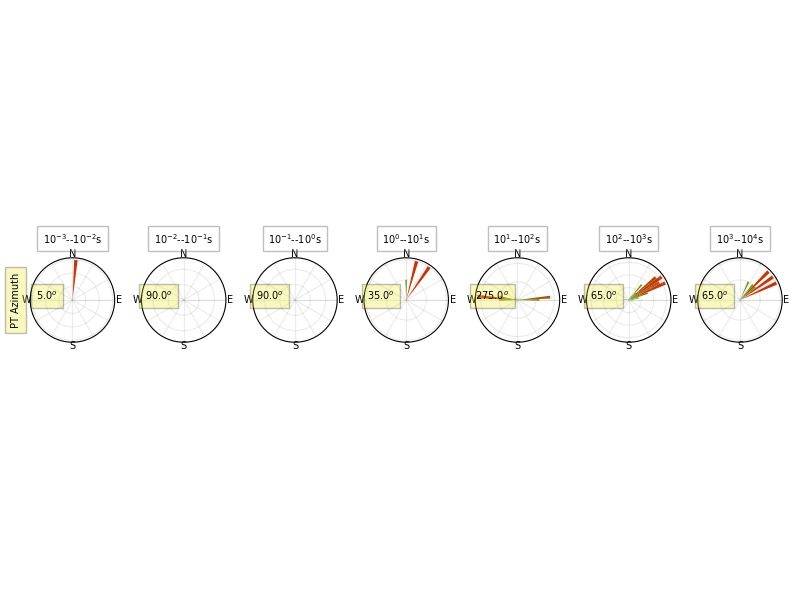 10⁻³--10⁻²s
10⁻²--10⁻¹s
10⁻¹--10⁰s
10⁰--10¹s
10¹--10²s
10²--10³s
10³--10⁴s
N N N N N N N
PT Azimuth
W 5.0° E
W 90.0° E
W 90.0° E
W 35.0° E
W 275.0° E
W 65.0° E
W 65.0° E
S S S S S S S